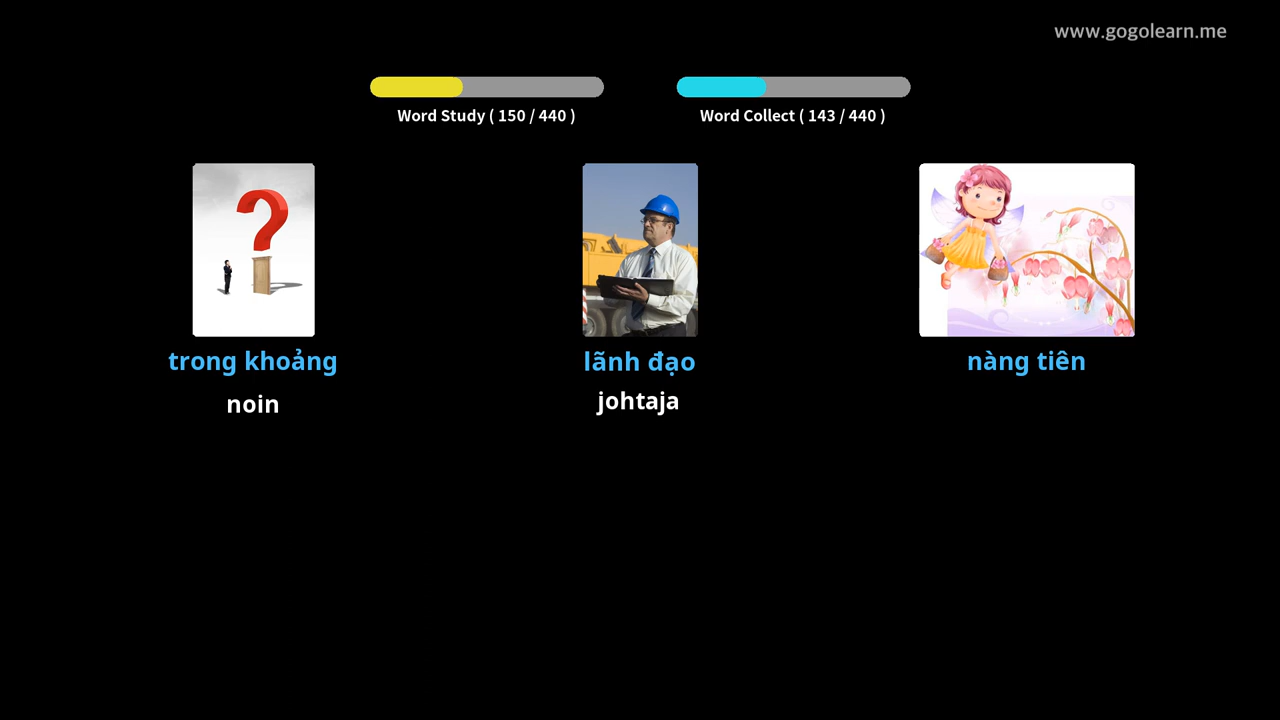 www.gogolearn.me
Word Study ( 150 / 440 )
Word Collect ( 143 / 440 )
trong khoảng
lãnh đạo
nàng tiên
noin
johtaja